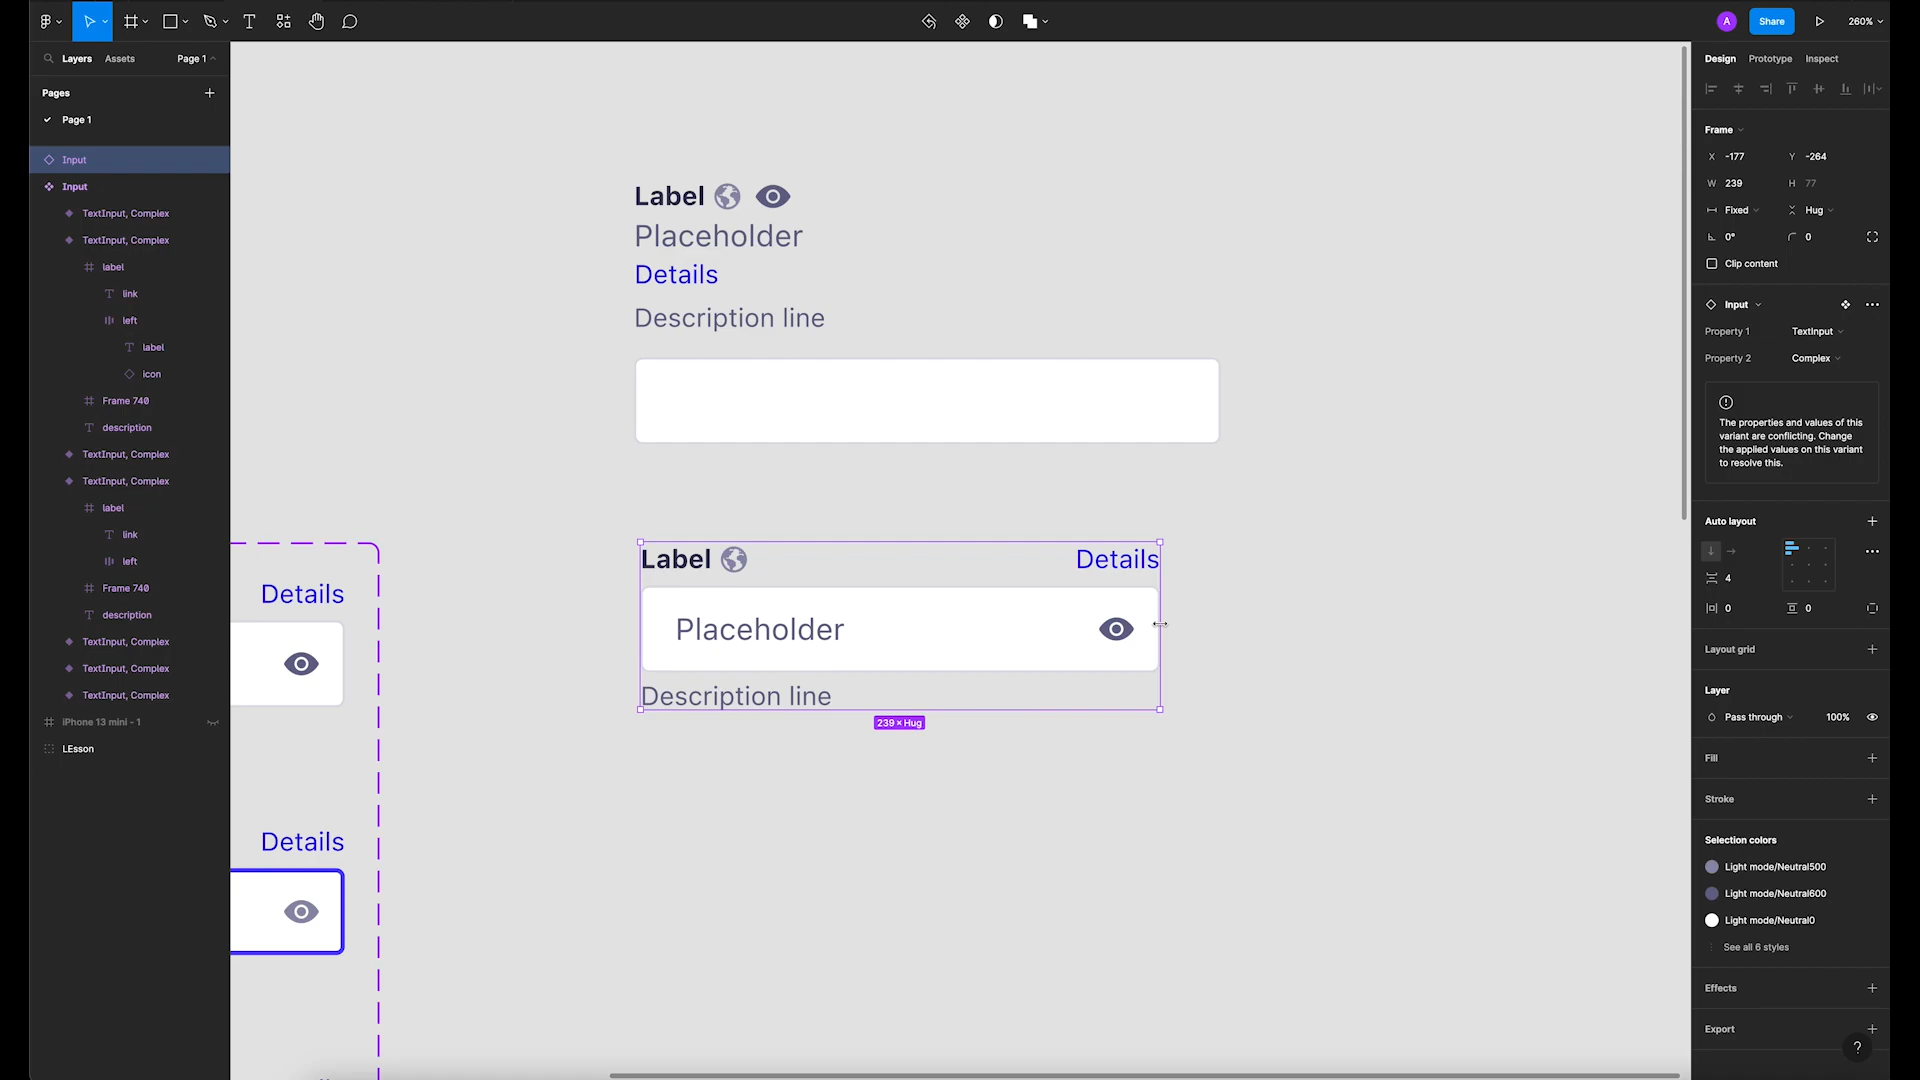 A
Share
260%
Layers
Assets
Page 1
Pages
Page 1
Input
Input
TextInput, Complex
TextInput, Complex
label
link
left
label
icon
Frame 740
description
TextInput, Complex
TextInput, Complex
label
link
left
Frame 740
description
TextInput, Complex
TextInput, Complex
TextInput, Complex
iPhone 13 mini - 1
LEsson
Label
Placeholder
Details
Description line
Label
Details
Placeholder
Description line
239 × Hug
Details
Details
Design
Prototype
Inspect
Frame
X -177
Y -264
W 239
H 77
Fixed
Hug
0°
0
Clip content
Input
Property 1
TextInput
Property 2
Complex
The properties and values of this
variant are conflicting. Change
the applied values on this variant
to resolve this.
Auto layout
4
0
0
Layout grid
Layer
Pass through
100%
Fill
Stroke
Selection colors
Light mode/Neutral500
Light mode/Neutral600
Light mode/Neutral0
See all 6 styles
Effects
Export
?